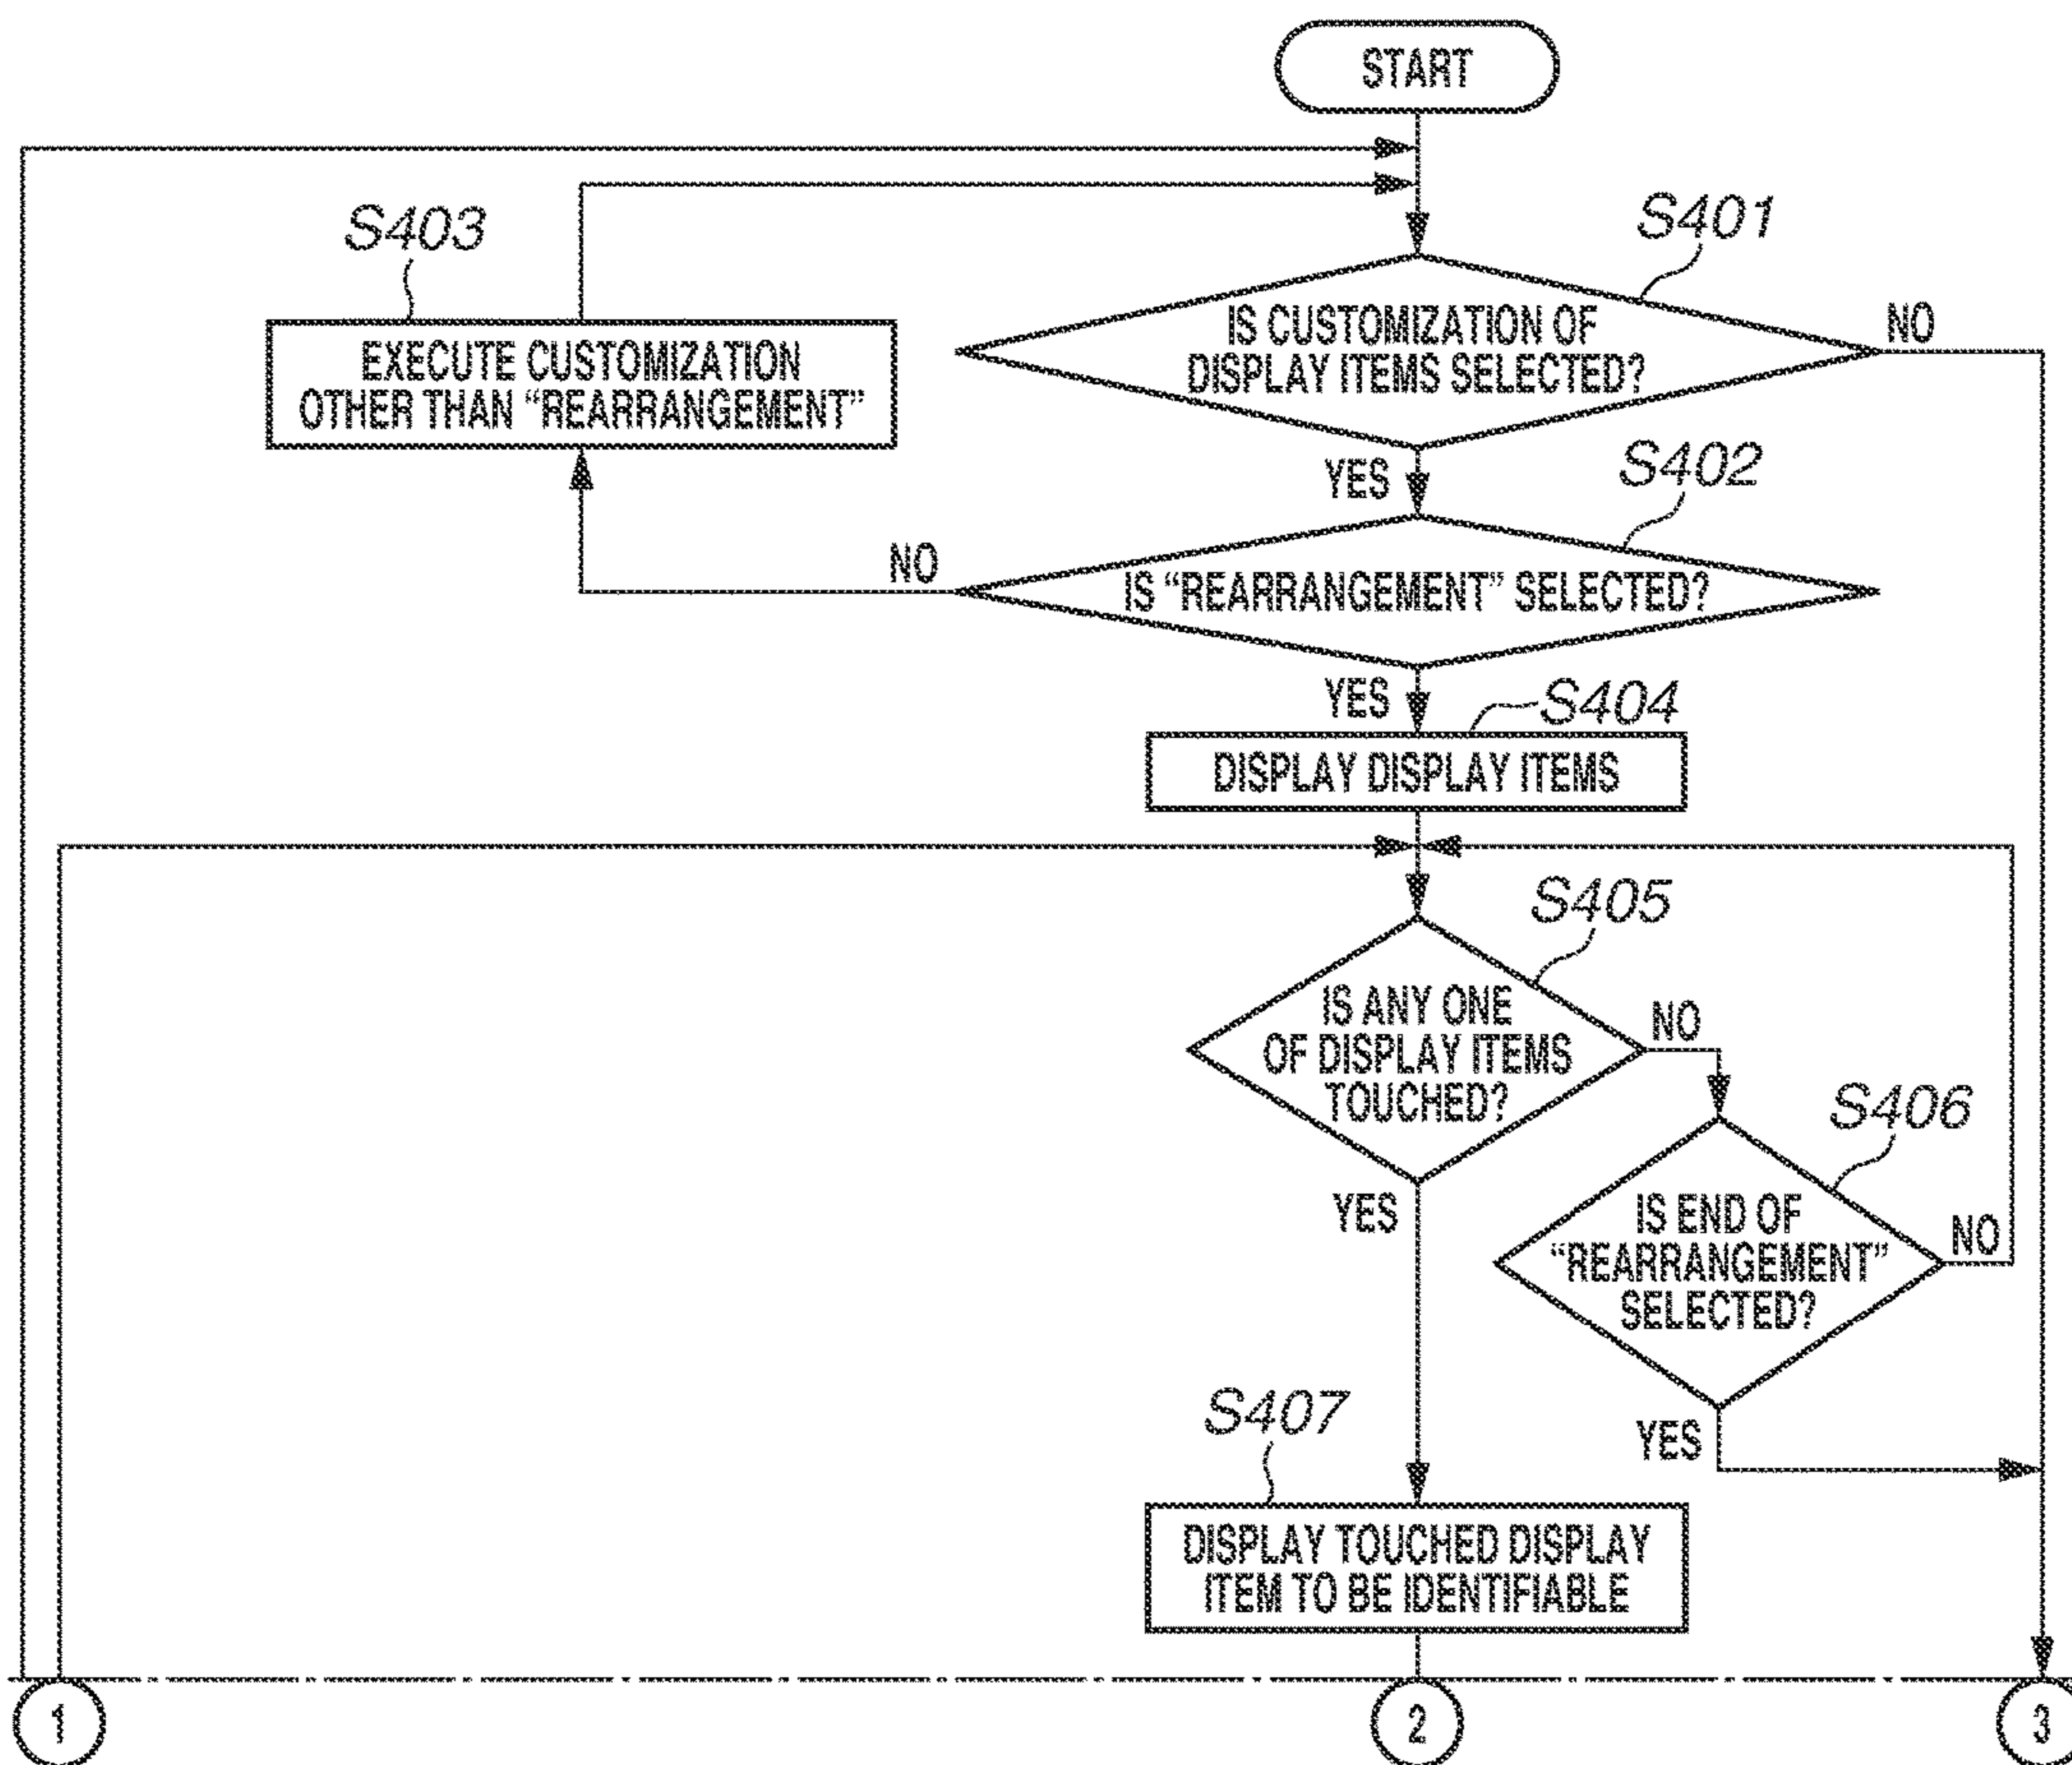 START
S403
S401
EXECUTE CUSTOMIZATION
OTHER THAN “REARRANGEMENT”
IS CUSTOMIZATION OF
DISPLAY ITEMS SELECTED?
NO
YES
S402
NO
IS “REARRANGEMENT” SELECTED?
YES
S404
DISPLAY DISPLAY ITEMS
S405
IS ANY ONE
OF DISPLAY ITEMS
TOUCHED?
NO
YES
S406
IS END OF
“REARRANGEMENT”
SELECTED?
NO
YES
S407
DISPLAY TOUCHED DISPLAY
ITEM TO BE IDENTIFIABLE
1
2
3